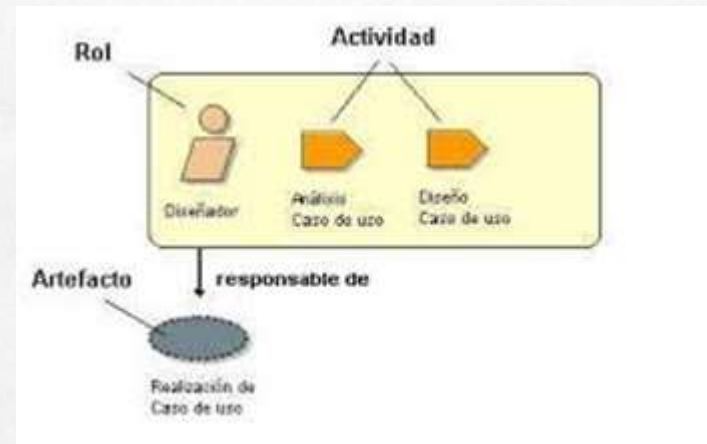 Actividad
Rol
Diseñador
Análisis
Caso de uso
Diseño
Caso de uso
Artefacto
responsable de
Realización de
Caso de uso